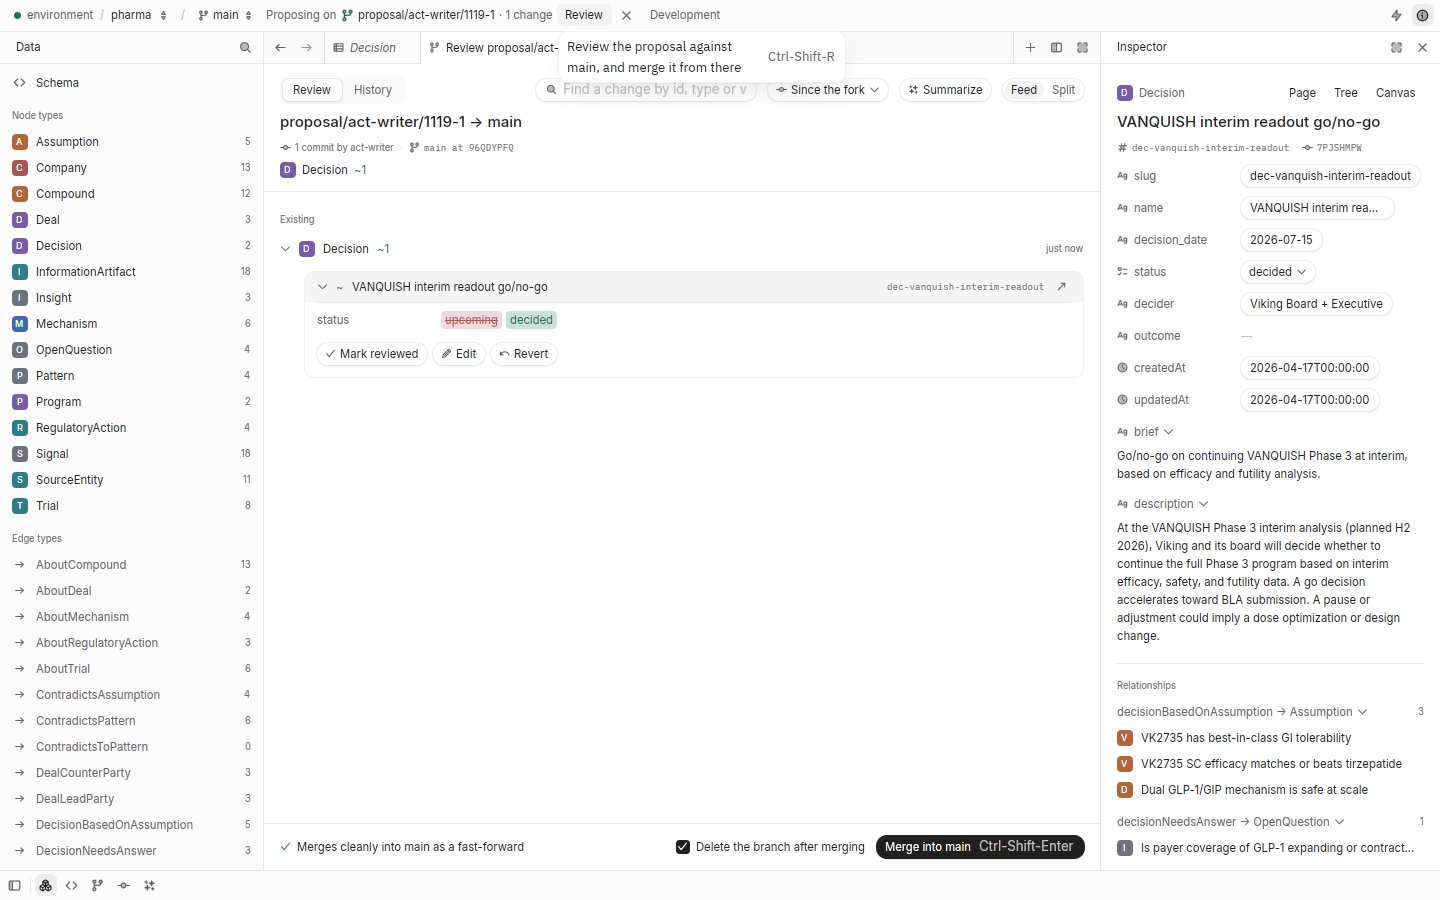 environment / pharma / main Proposing on proposal/act-writer/1119-1 · 1 change Review Development
Data
Decision
Review proposal/act-
Review the proposal against main, and merge it from there
Ctrl-Shift-R
Inspector
Schema
Node types
Assumption 5
Company 13
Compound 12
Deal 3
Decision 2
InformationArtifact 18
Insight 3
Mechanism 6
OpenQuestion 4
Pattern 4
Program 2
RegulatoryAction 4
Signal 18
SourceEntity 11
Trial 8
Edge types
AboutCompound 13
AboutDeal 2
AboutMechanism 4
AboutRegulatoryAction 3
AboutTrial 6
ContradictsAssumption 4
ContradictsPattern 6
ContradictsToPattern 0
DealCounterParty 3
DealLeadParty 3
DecisionBasedOnAssumption 5
DecisionNeedsAnswer 3
Review History
Find a change by id, type or v
Since the fork
Summarize
Feed Split
proposal/act-writer/1119-1 → main
1 commit by act-writer · main at 96QDYPFQ
D Decision ~1
Existing
D Decision ~1 just now
~ VANQUISH interim readout go/no-go dec-vanquish-interim-readout
status upcoming decided
Mark reviewed Edit Revert
Merges cleanly into main as a fast-forward
Delete the branch after merging
Merge into main Ctrl-Shift-Enter
D Decision Page Tree Canvas
VANQUISH interim readout go/no-go
# dec-vanquish-interim-readout 7PJSHMPW
Ag slug dec-vanquish-interim-readout
Ag name VANQUISH interim rea...
Ag decision_date 2026-07-15
status decided
Ag decider Viking Board + Executive
Ag outcome —
createdAt 2026-04-17T00:00:00
updatedAt 2026-04-17T00:00:00
Ag brief
Go/no-go on continuing VANQUISH Phase 3 at interim,
based on efficacy and futility analysis.
Ag description
At the VANQUISH Phase 3 interim analysis (planned H2
2026), Viking and its board will decide whether to
continue the full Phase 3 program based on interim
efficacy, safety, and futility data. A go decision
accelerates toward BLA submission. A pause or
adjustment could imply a dose optimization or design
change.
Relationships
decisionBasedOnAssumption → Assumption 3
V VK2735 has best-in-class GI tolerability
V VK2735 SC efficacy matches or beats tirzepatide
D Dual GLP-1/GIP mechanism is safe at scale
decisionNeedsAnswer → OpenQuestion 1
I Is payer coverage of GLP-1 expanding or contract...